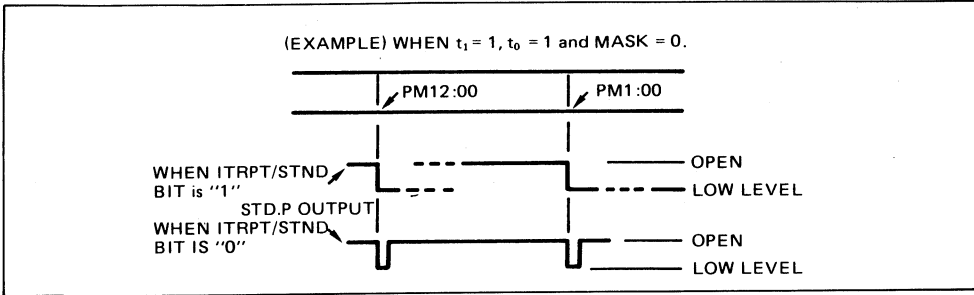 (EXAMPLE) WHEN t₁ = 1, t₀ = 1 and MASK = 0.
PM12:00
PM1:00
WHEN ITRPT/STND
BIT is "1"
OPEN
LOW LEVEL
STD.P OUTPUT
WHEN ITRPT/STND
BIT IS "0"
OPEN
LOW LEVEL